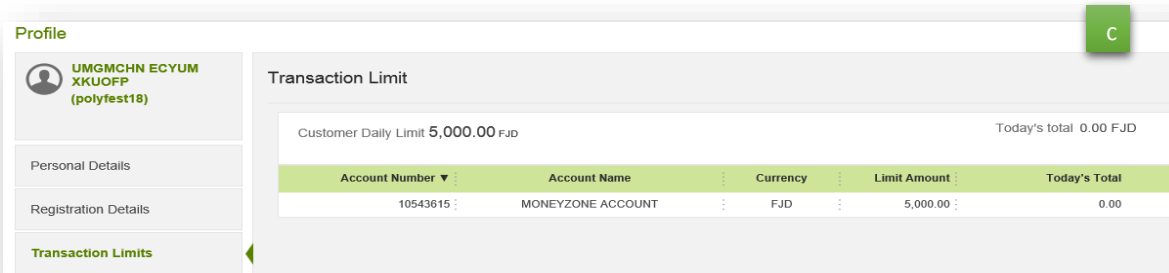 Profile
C
UMGMCHN ECYUM
XKUOFP
(polyfest18)
Personal Details
Registration Details
Transaction Limits
Transaction Limit
Customer Daily Limit 5,000.00 FJD
Today's total 0.00 FJD
Account Number ▼ Account Name Currency Limit Amount Today's Total
10543615 MONEYZONE ACCOUNT FJD 5,000.00 0.00